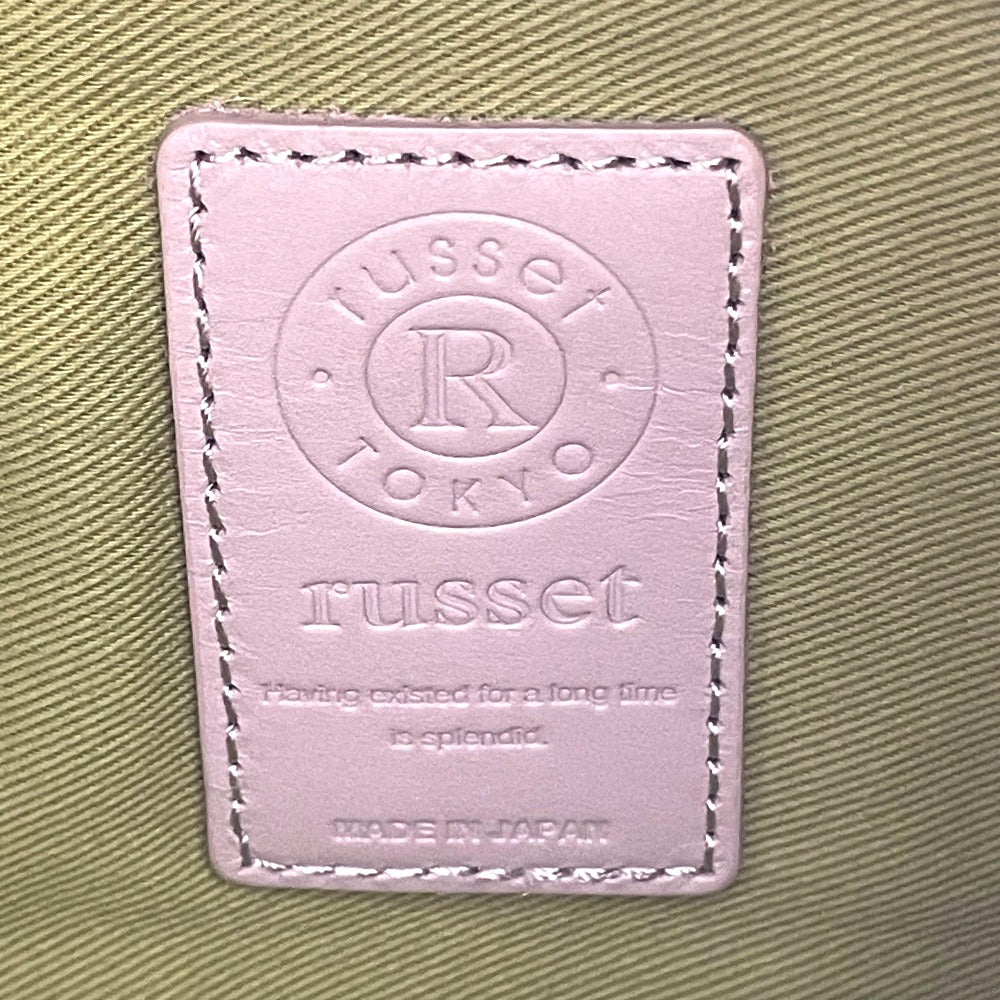 russet
R
TOKYO
russet
Having existed for a long time
is splendid.
MADE IN JAPAN